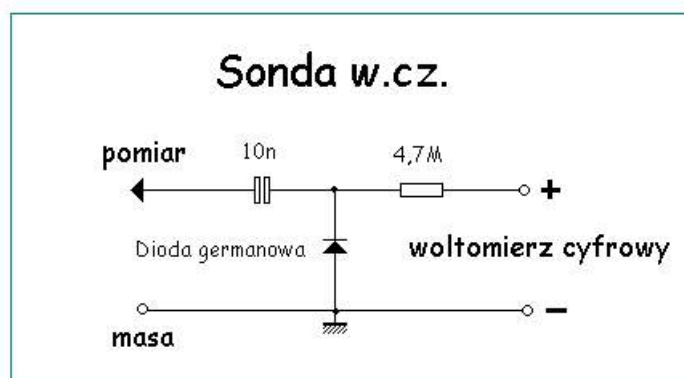 Sonda w.cz.
pomiar
10n
4,7M
+
Dioda germanowa
woltomierz cyfrowy
masa
−